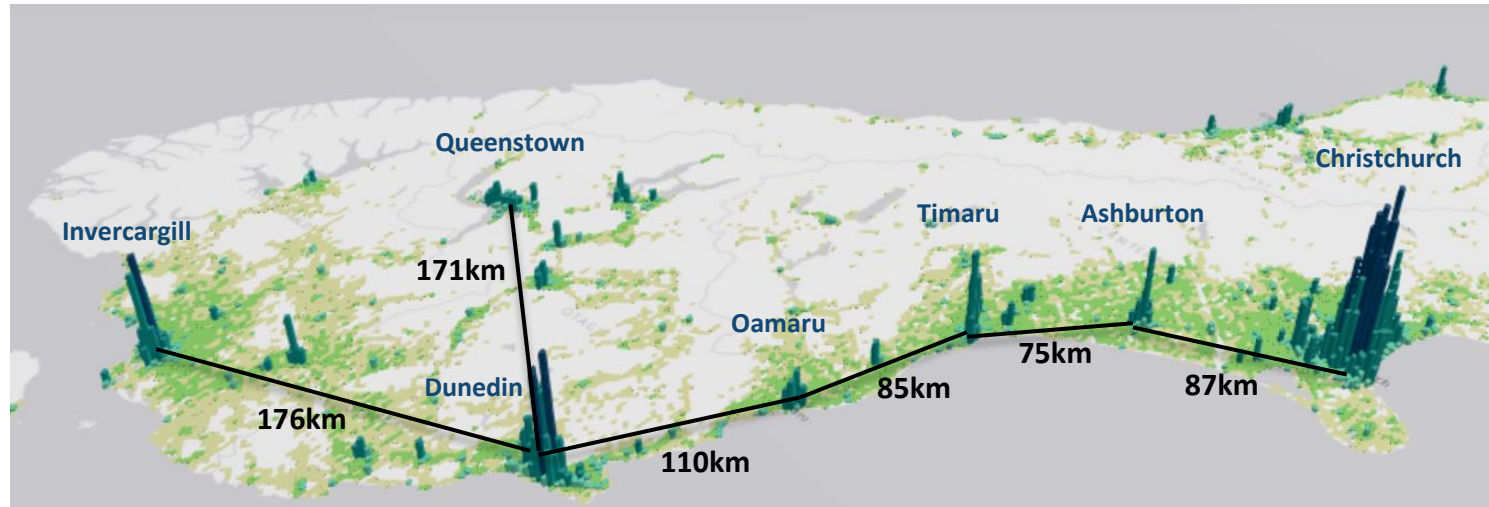 Queenstown
Christchurch
Invercargill
Timaru
Ashburton
171km
Oamaru
75km
Dunedin
85km
87km
176km
110km